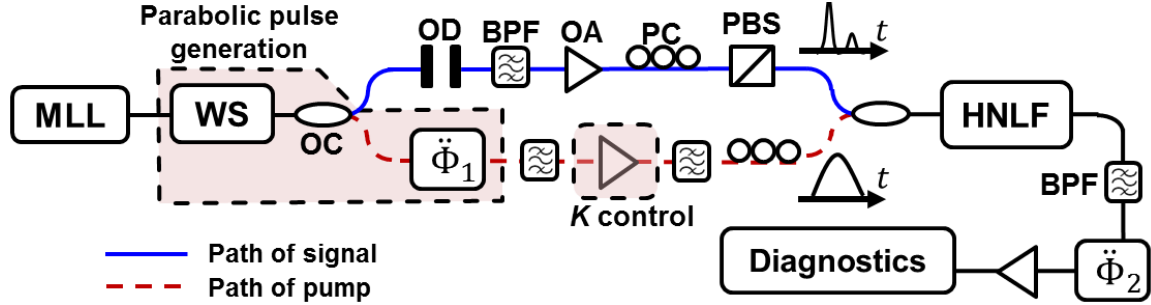 Parabolic pulse
generation
OD
BPF
OA
PC
PBS
t
MLL
WS
OC
HNLF
Φ̈₁
t
BPF
K control
Path of signal
Path of pump
Diagnostics
Φ̈₂